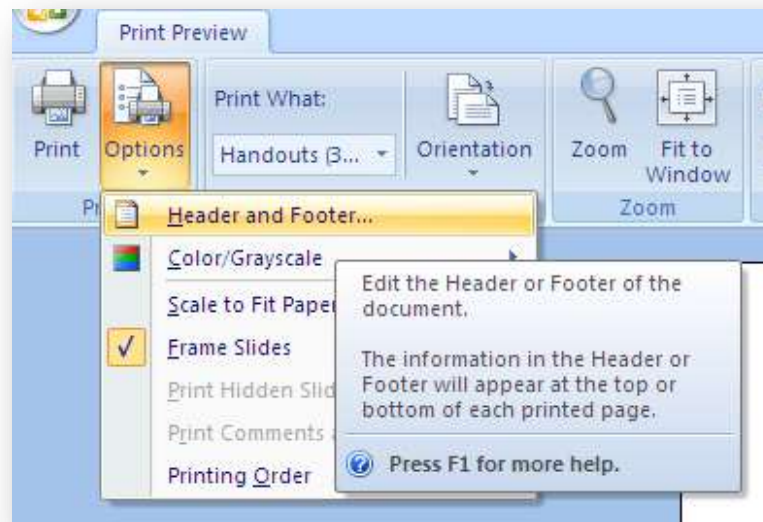 Print Preview
Print
Options
Print What:
Handouts (3...
Orientation
Zoom
Fit to
Window
Zoom
Header and Footer...
Color/Grayscale
Scale to Fit Paper
Frame Slides
Print Hidden
Print Comments
Printing Order
Edit the Header or Footer of the
document.
The information in the Header or
Footer will appear at the top or
bottom of each printed page.
Press F1 for more help.